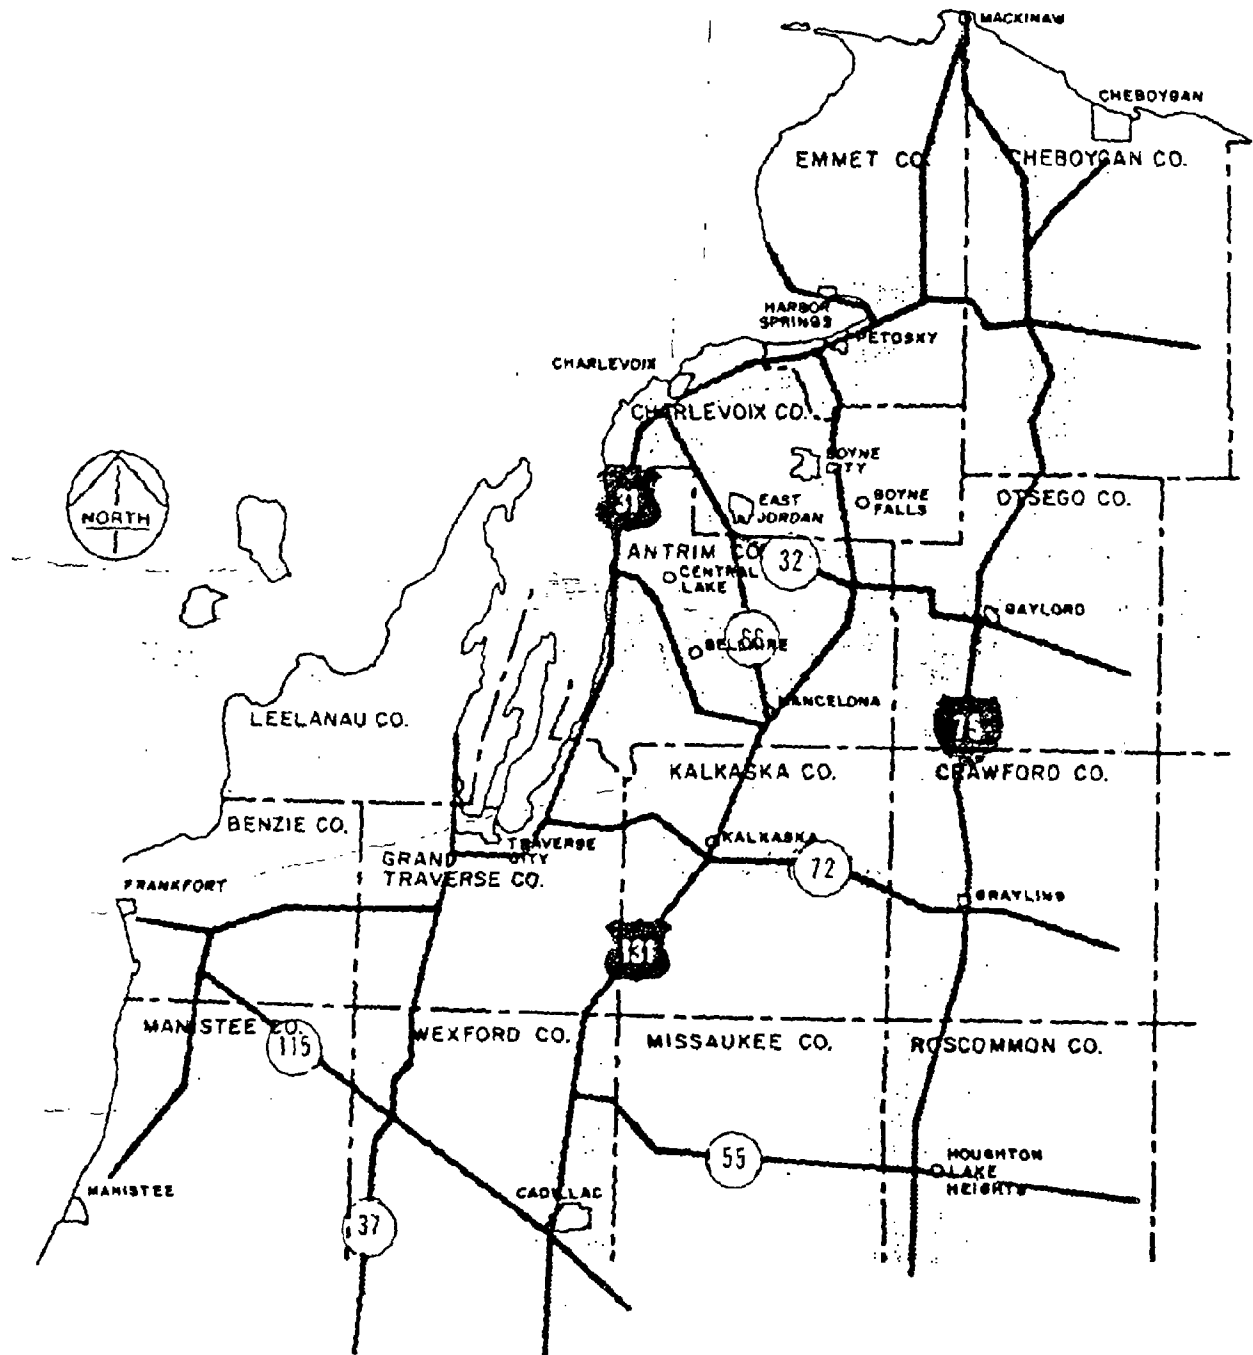 MACKINAW
CHEBOYGAN
EMMET CO.
CHEBOYGAN CO.
HARBOR
SPRINGS
PETOSKY
CHARLEVOIX
CHARLEVOIX CO.
BOYNE
CITY
31
EAST
JORDAN
BOYNE
FALLS
OTSEGO CO.
NORTH
ANTRIM CO
32
CENTRAL
LAKE
GAYLORD
66
BELLAIRE
MANCELONA
LEELANAU CO.
75
KALKASKA CO.
CRAWFORD CO.
BENZIE CO.
KALKASKA
TRAVERSE
CITY
GRAND
TRAVERSE CO.
72
FRANKFORT
GRAYLING
131
MANISTEE CO.
WEXFORD CO.
MISSAUKEE CO.
ROSCOMMON CO.
115
55
HOUGHTON
LAKE
HEIGHTS
MANISTEE
CADILLAC
37